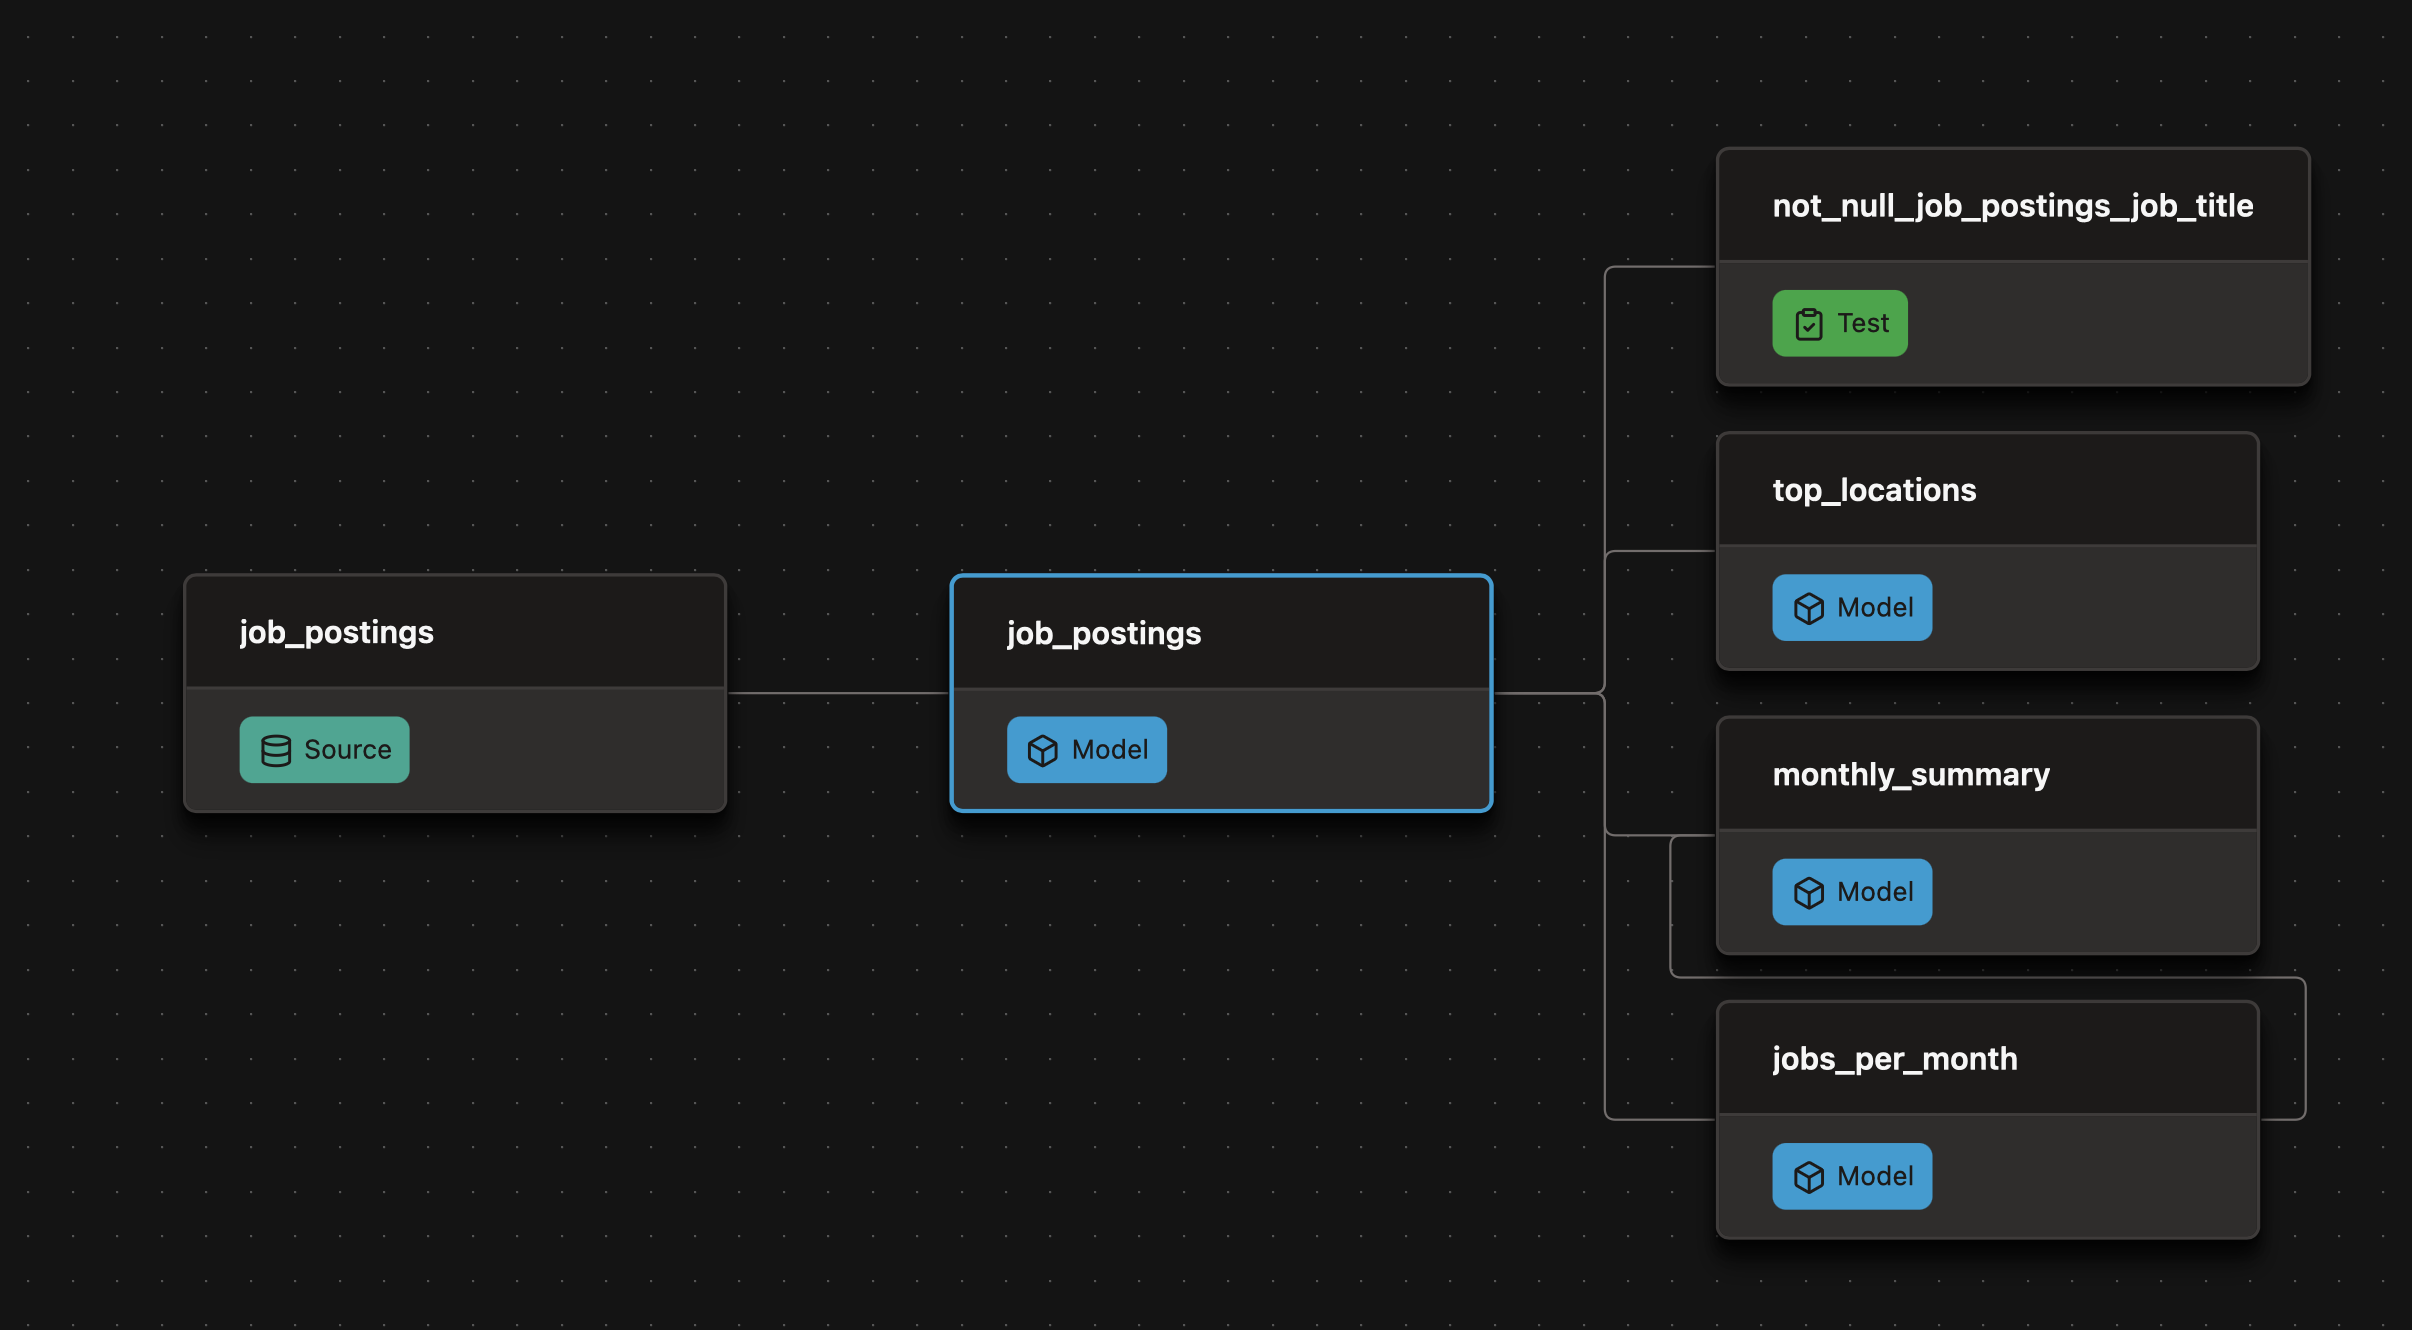 job_postings
Source
job_postings
Model
not_null_job_postings_job_title
Test
top_locations
Model
monthly_summary
Model
jobs_per_month
Model